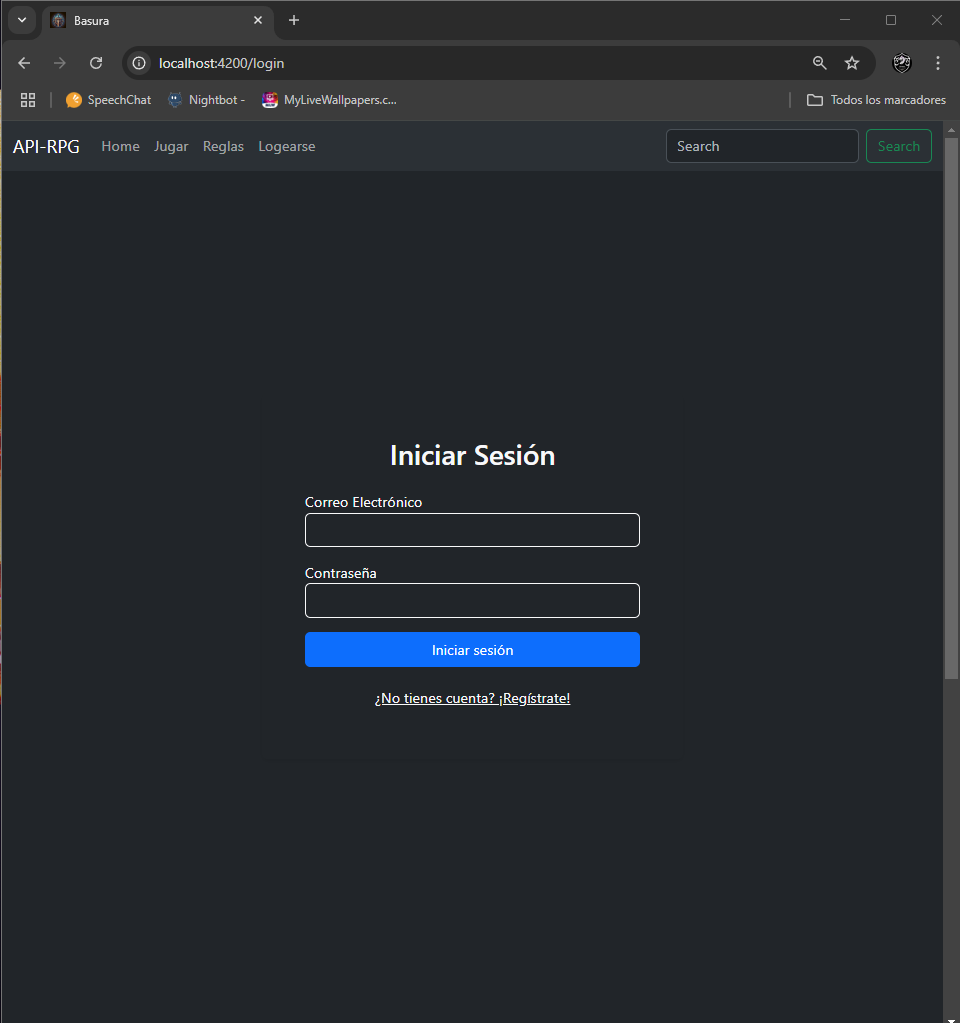 Basura
localhost:4200/login
SpeechChat Nightbot - MyLiveWallpapers.c... Todos los marcadores
API-RPG Home Jugar Reglas Logearse Search Search
Iniciar Sesión
Correo Electrónico
Contraseña
Iniciar sesión
¿No tienes cuenta? ¡Regístrate!